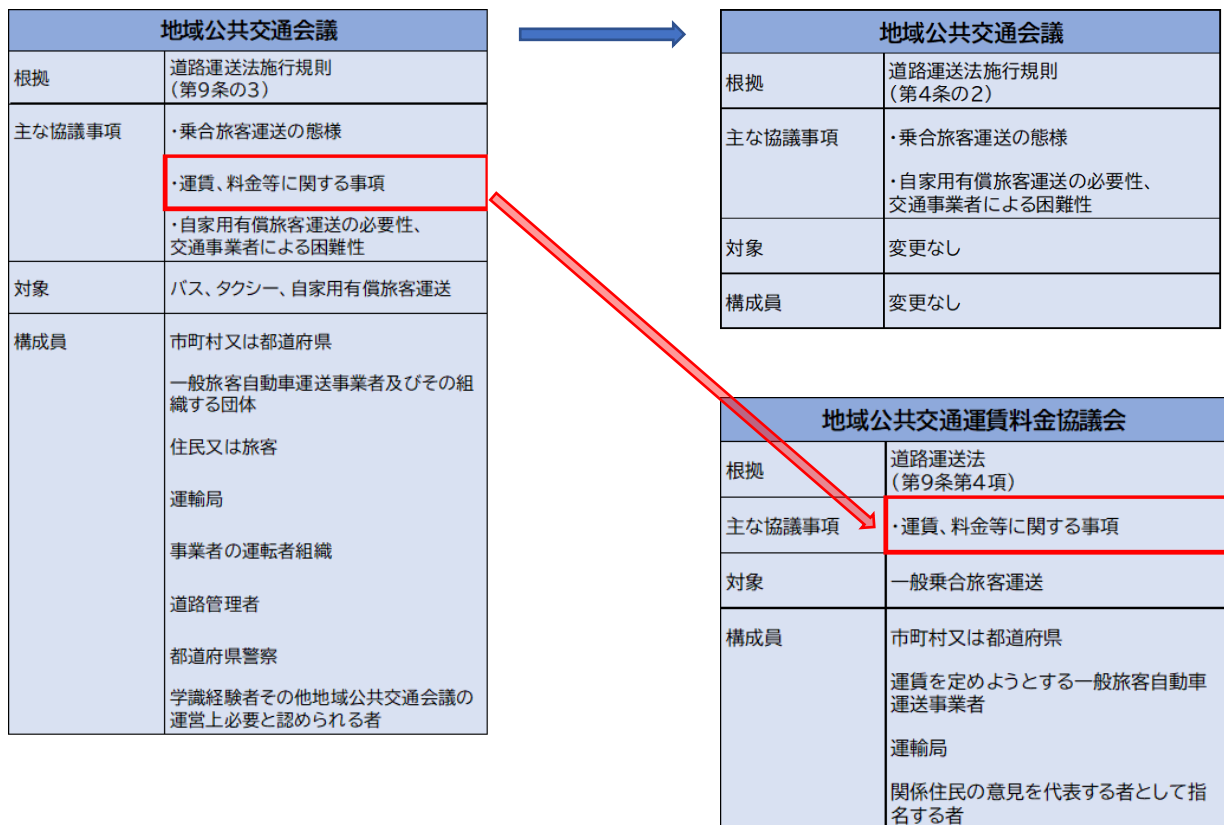 地域公共交通会議
根拠
道路運送法施行規則
(第9条の3)
主な協議事項
・乗合旅客運送の態様
・運賃、料金等に関する事項
・自家用有償旅客運送の必要性、
交通事業者による困難性
対象
バス、タクシー、自家用有償旅客運送
構成員
市町村又は都道府県
一般旅客自動車運送事業者及びその組
織する団体
住民又は旅客
運輸局
事業者の運転者組織
道路管理者
都道府県警察
学識経験者その他地域公共交通会議の
運営上必要と認められる者
地域公共交通会議
根拠
道路運送法施行規則
(第4条の2)
主な協議事項
・乗合旅客運送の態様
・自家用有償旅客運送の必要性、
交通事業者による困難性
対象
変更なし
構成員
変更なし
地域公共交通運賃料金協議会
根拠
道路運送法
(第9条第4項)
主な協議事項
・運賃、料金等に関する事項
対象
一般乗合旅客運送
構成員
市町村又は都道府県
運賃を定めようとする一般旅客自動車
運送事業者
運輸局
関係住民の意見を代表する者として指
名する者